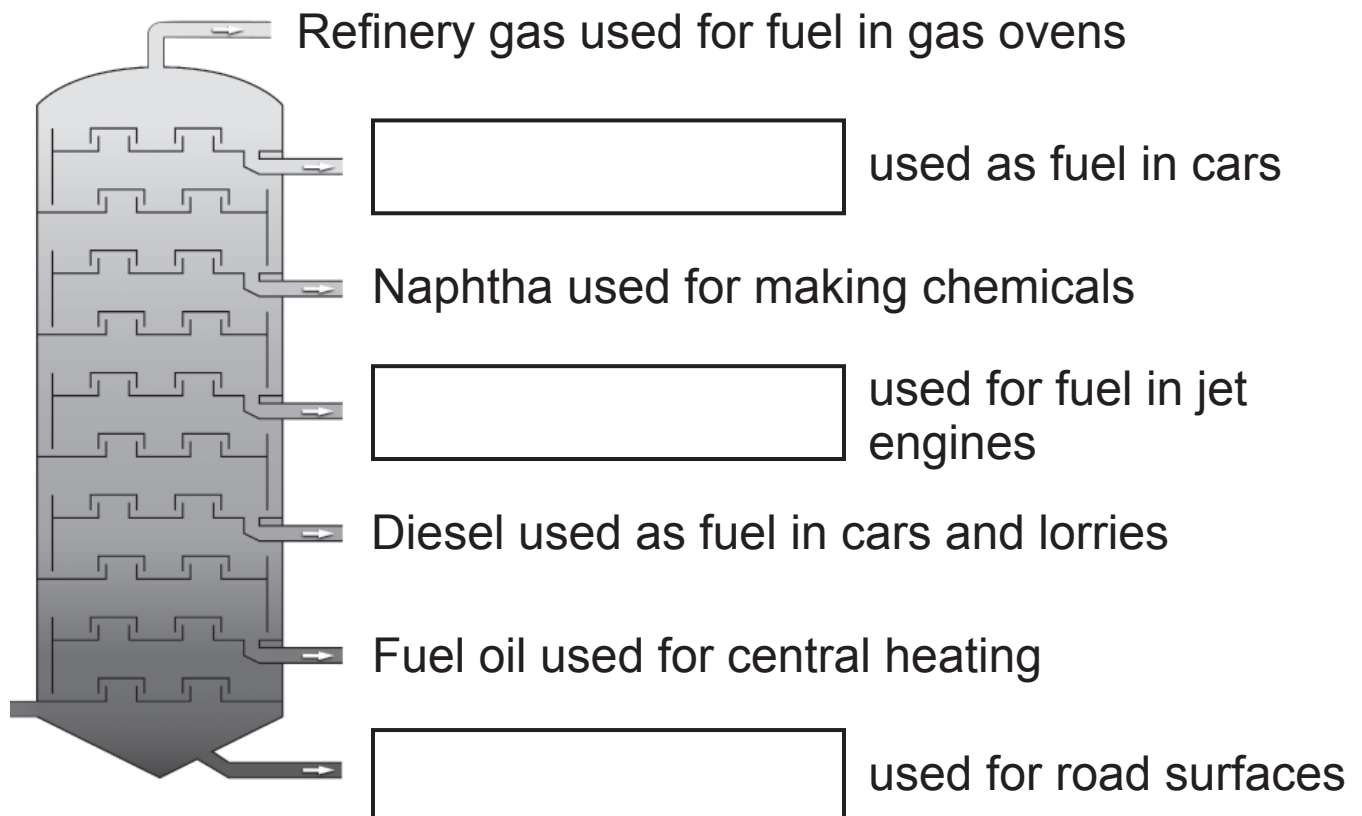 Refinery gas used for fuel in gas ovens
used as fuel in cars
Naphtha used for making chemicals
used for fuel in jet
engines
Diesel used as fuel in cars and lorries
Fuel oil used for central heating
used for road surfaces